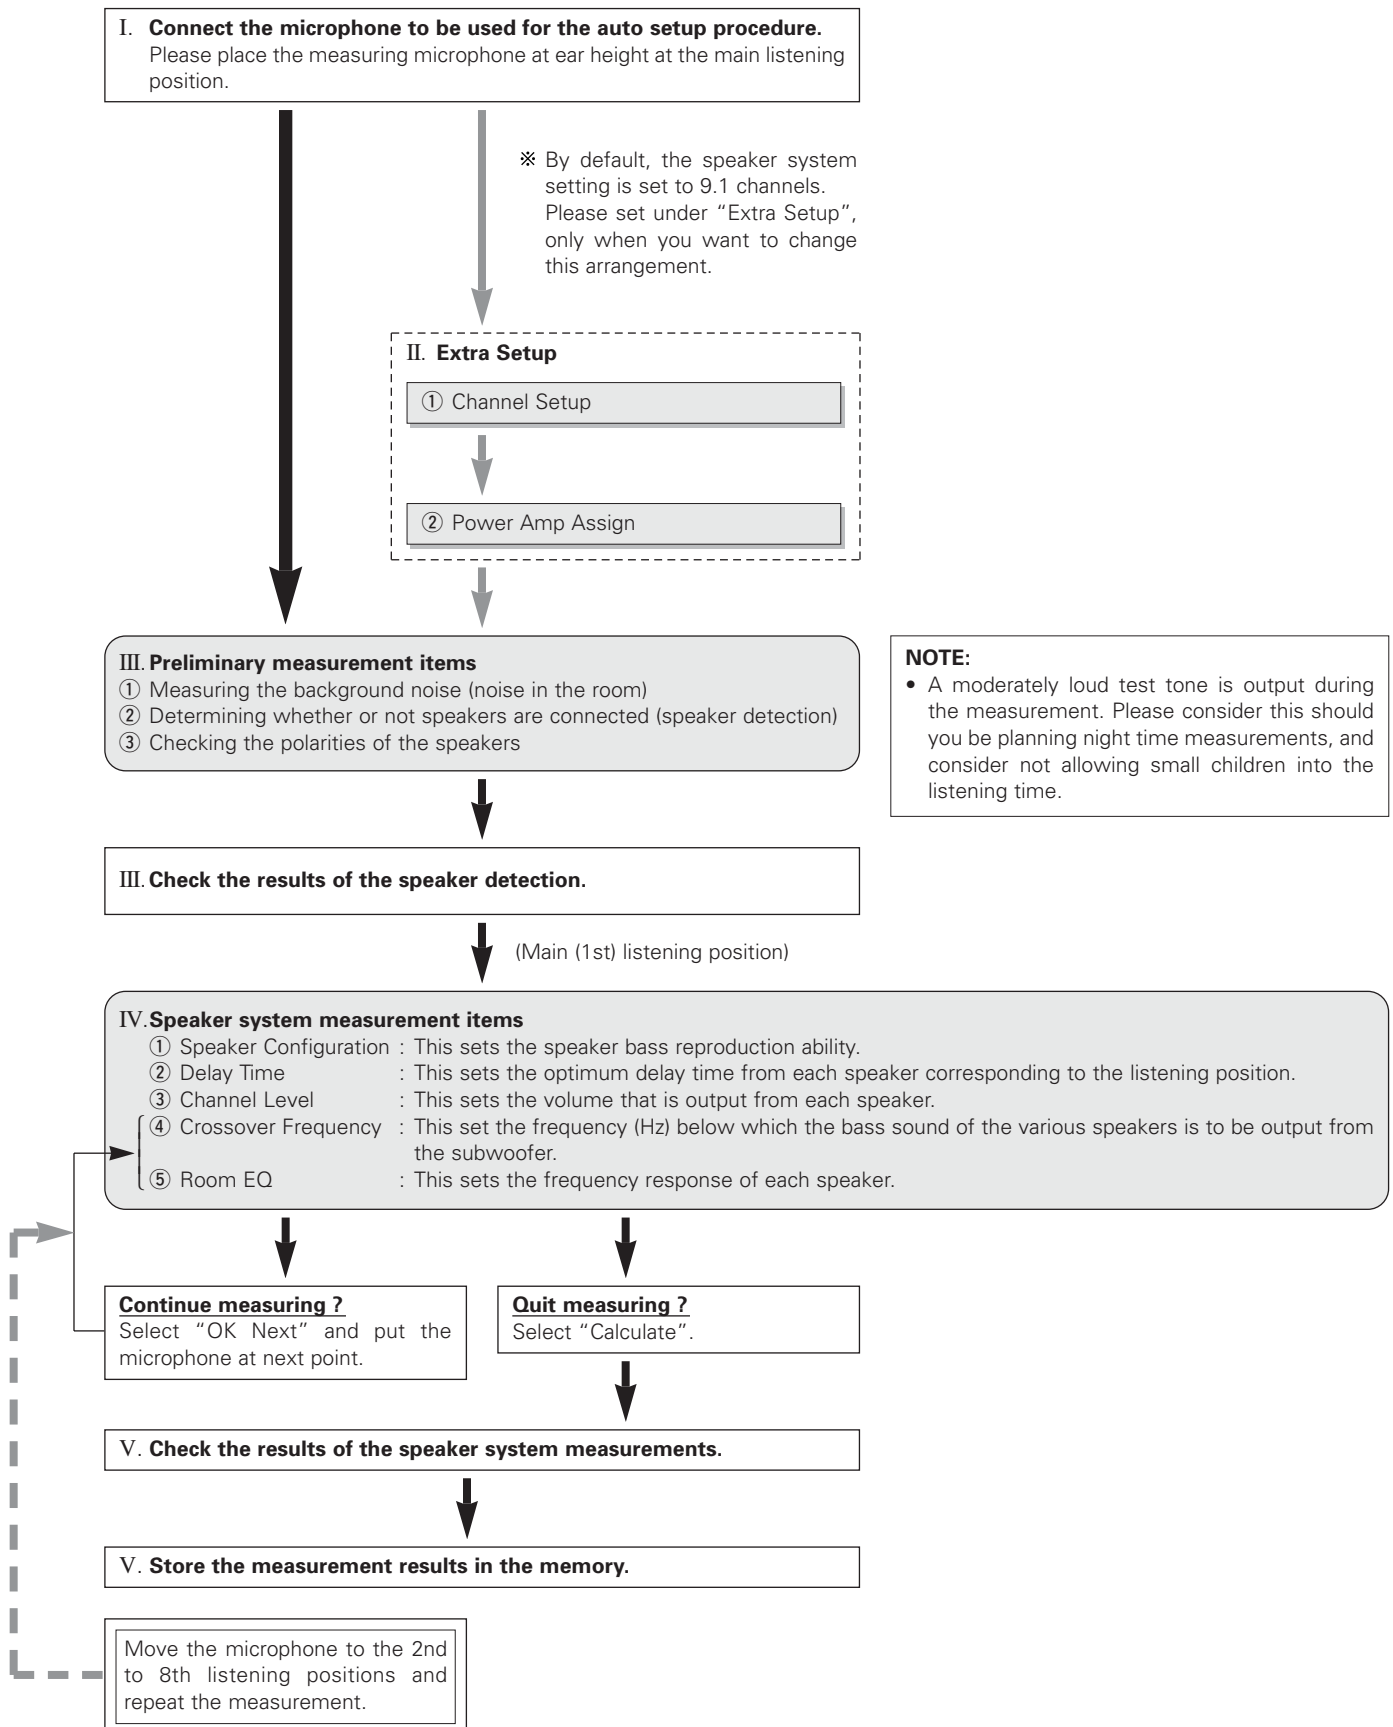 I. Connect the microphone to be used for the auto setup procedure.
Please place the measuring microphone at ear height at the main listening
position.
※ By default, the speaker system
setting is set to 9.1 channels.
Please set under “Extra Setup”,
only when you want to change
this arrangement.
II. Extra Setup
① Channel Setup
② Power Amp Assign
III. Preliminary measurement items
① Measuring the background noise (noise in the room)
② Determining whether or not speakers are connected (speaker detection)
③ Checking the polarities of the speakers
NOTE:
• A moderately loud test tone is output during
the measurement. Please consider this should
you be planning night time measurements, and
consider not allowing small children into the
listening time.
III. Check the results of the speaker detection.
(Main (1st) listening position)
IV. Speaker system measurement items
① Speaker Configuration : This sets the speaker bass reproduction ability.
② Delay Time : This sets the optimum delay time from each speaker corresponding to the listening position.
③ Channel Level : This sets the volume that is output from each speaker.
④ Crossover Frequency : This set the frequency (Hz) below which the bass sound of the various speakers is to be output from
the subwoofer.
⑤ Room EQ : This sets the frequency response of each speaker.
Continue measuring ?
Select “OK Next” and put the
microphone at next point.
Quit measuring ?
Select “Calculate”.
V. Check the results of the speaker system measurements.
V. Store the measurement results in the memory.
Move the microphone to the 2nd
to 8th listening positions and
repeat the measurement.